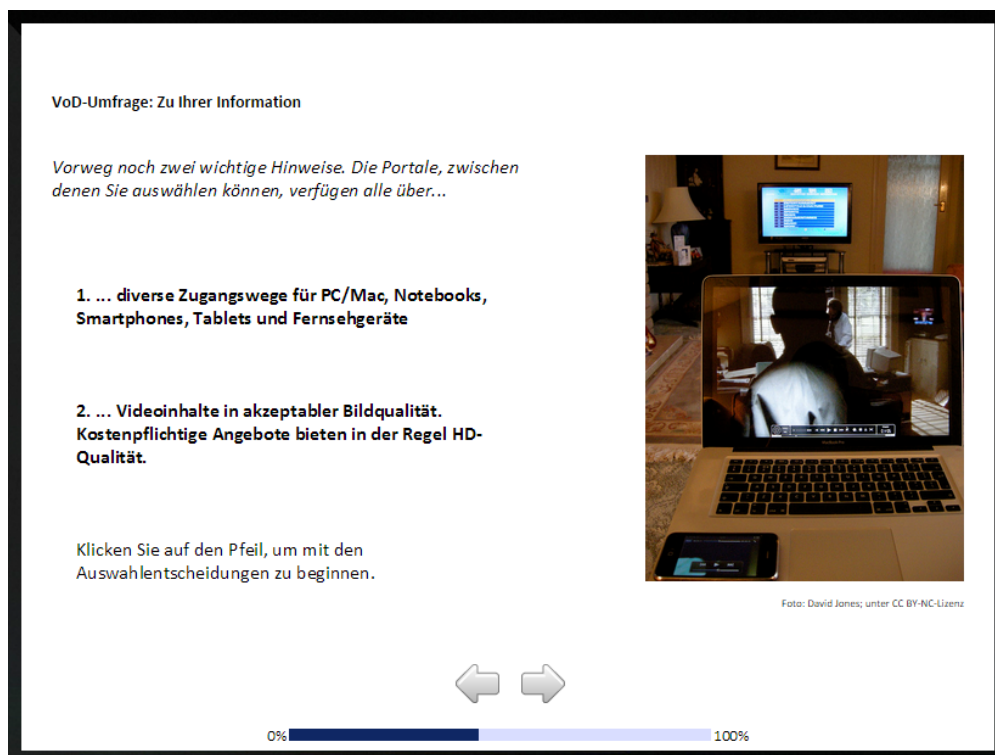 VoD-Umfrage: Zu Ihrer Information
Vorweg noch zwei wichtige Hinweise. Die Portale, zwischen
denen Sie auswählen können, verfügen alle über...
1. ... diverse Zugangswege für PC/Mac, Notebooks,
Smartphones, Tablets und Fernsehgeräte
2. ... Videoinhalte in akzeptabler Bildqualität.
Kostenpflichtige Angebote bieten in der Regel HD-
Qualität.
Klicken Sie auf den Pfeil, um mit den
Auswahlentscheidungen zu beginnen.
Foto: David Jones; unter CC BY-NC-Lizenz
0% 100%